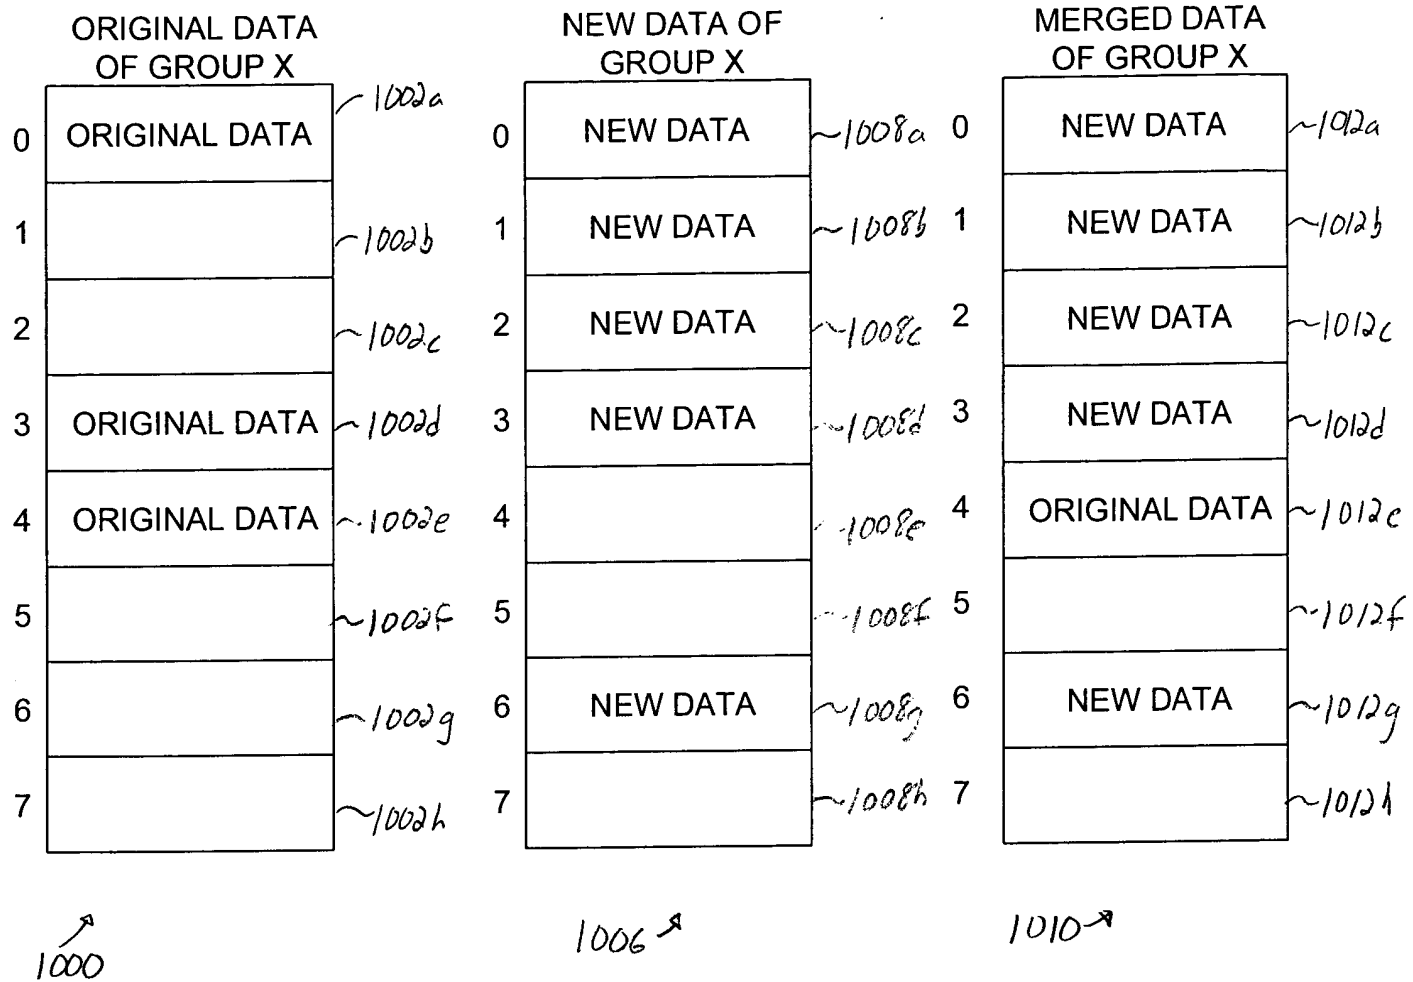 ORIGINAL DATA
OF GROUP X
0 ORIGINAL DATA 1002a
1 1002b
2 1002c
3 ORIGINAL DATA 1002d
4 ORIGINAL DATA 1002e
5 1002f
6 1002g
7 1002h
1000
NEW DATA OF
GROUP X
0 NEW DATA 1008a
1 NEW DATA 1008b
2 NEW DATA 1008c
3 NEW DATA 1008d
4 1008e
5 1008f
6 NEW DATA 1008g
7 1008h
1006
MERGED DATA
OF GROUP X
0 NEW DATA 1012a
1 NEW DATA 1012b
2 NEW DATA 1012c
3 NEW DATA 1012d
4 ORIGINAL DATA 1012e
5 1012f
6 NEW DATA 1012g
7 1012h
1010